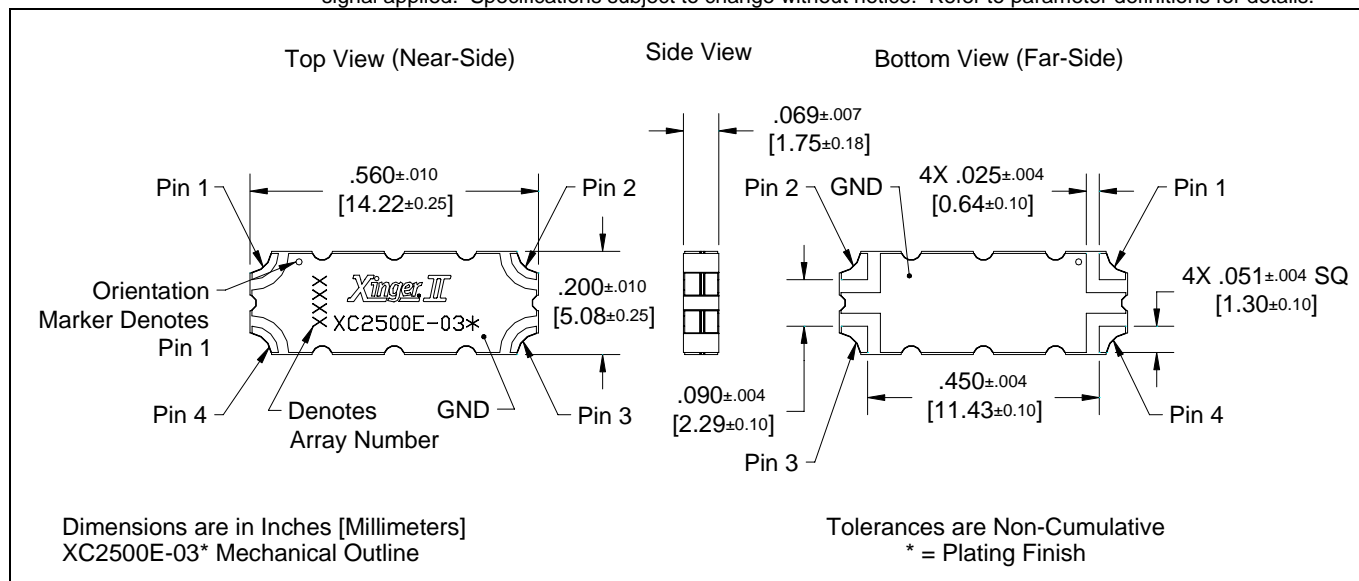 signal applied. Specifications subject to change without notice. Refer to parameter definitions for details.
Top View (Near-Side)
Side View
Bottom View (Far-Side)
.069±.007
[1.75±0.18]
.560±.010
[14.22±0.25]
Pin 1
Pin 2
Pin 2
GND
4X .025±.004
[0.64±0.10]
Pin 1
Orientation
Marker Denotes
Pin 1
XXXX
Xinger II
XC2500E-03*
.200±.010
[5.08±0.25]
4X .051±.004 SQ
[1.30±0.10]
Pin 4
Denotes
Array Number
GND
Pin 3
.090±.004
[2.29±0.10]
.450±.004
[11.43±0.10]
Pin 4
Pin 3
Dimensions are in Inches [Millimeters]
XC2500E-03* Mechanical Outline
Tolerances are Non-Cumulative
* = Plating Finish